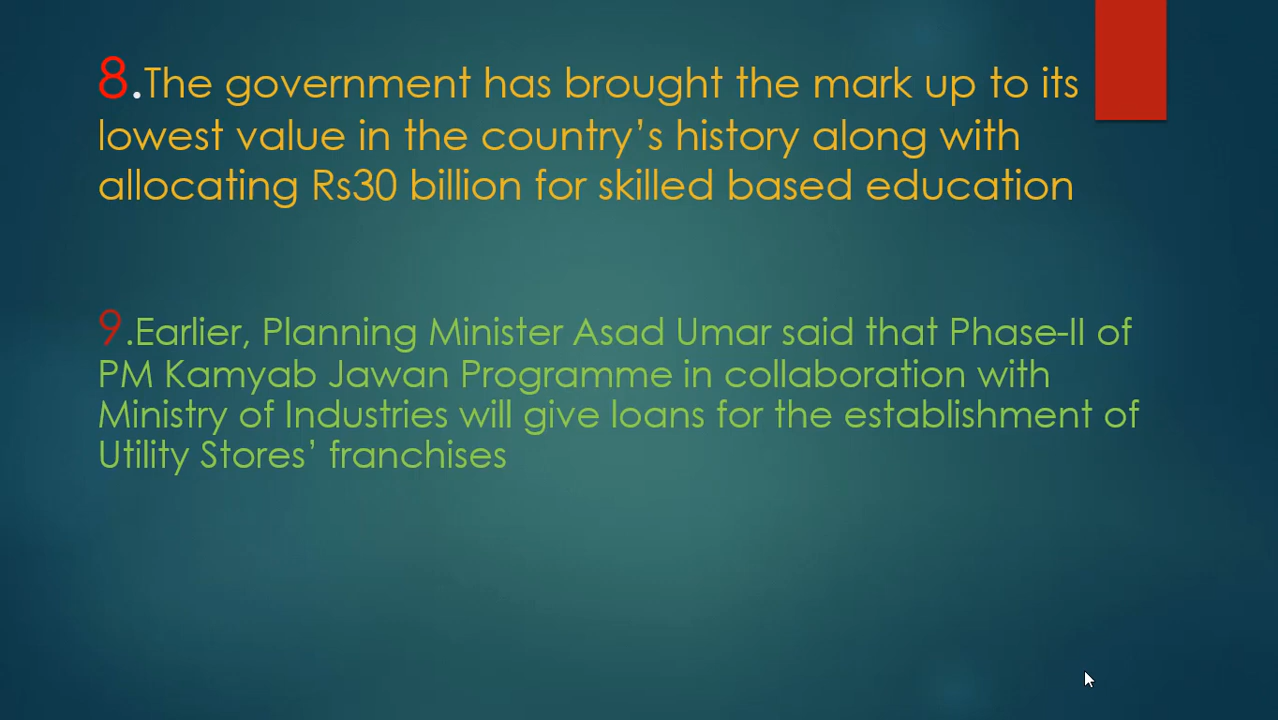 8.The government has brought the mark up to its
lowest value in the country’s history along with
allocating Rs30 billion for skilled based education
9.Earlier, Planning Minister Asad Umar said that Phase-II of
PM Kamyab Jawan Programme in collaboration with
Ministry of Industries will give loans for the establishment of
Utility Stores’ franchises